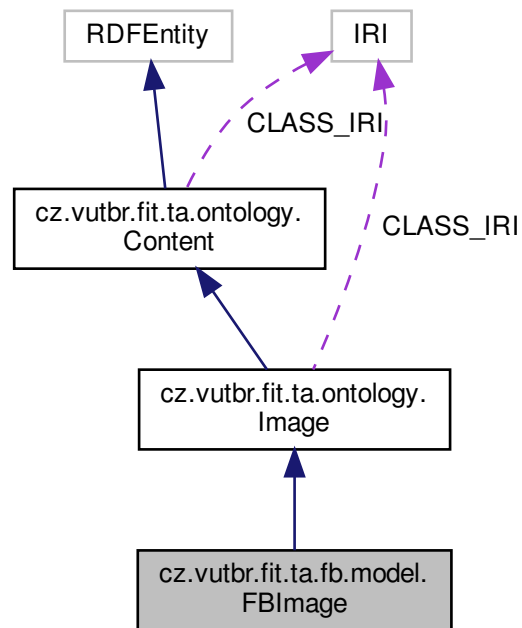 RDFEntity
IRI
CLASS_IRI
cz.vutbr.fit.ta.ontology.
Content
CLASS_IRI
cz.vutbr.fit.ta.ontology.
Image
cz.vutbr.fit.ta.fb.model.
FBImage